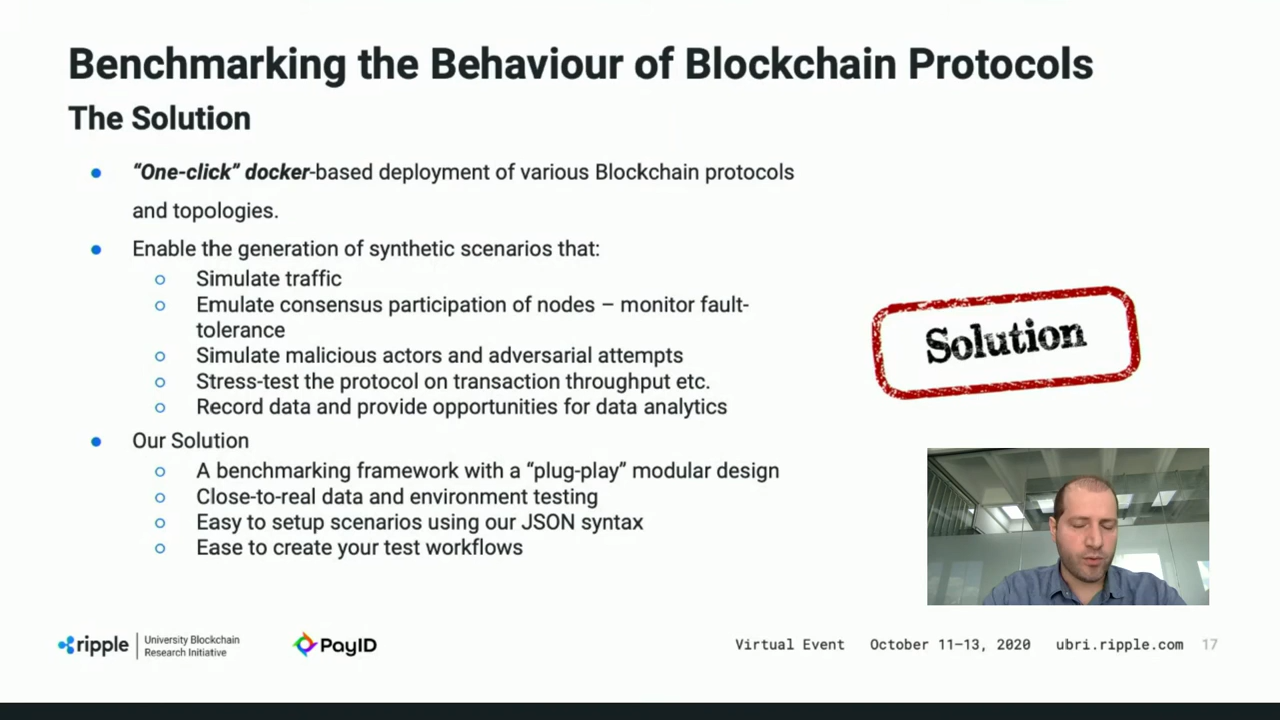 Benchmarking the Behaviour of Blockchain Protocols
The Solution
“One-click” docker-based deployment of various Blockchain protocols
and topologies.
Enable the generation of synthetic scenarios that:
Simulate traffic
Emulate consensus participation of nodes – monitor fault-
tolerance
Simulate malicious actors and adversarial attempts
Stress-test the protocol on transaction throughput etc.
Record data and provide opportunities for data analytics
Our Solution
A benchmarking framework with a “plug-play” modular design
Close-to-real data and environment testing
Easy to setup scenarios using our JSON syntax
Ease to create your test workflows
Solution
ripple
University Blockchain
Research Initiative
PayID
Virtual Event October 11–13, 2020 ubri.ripple.com 17